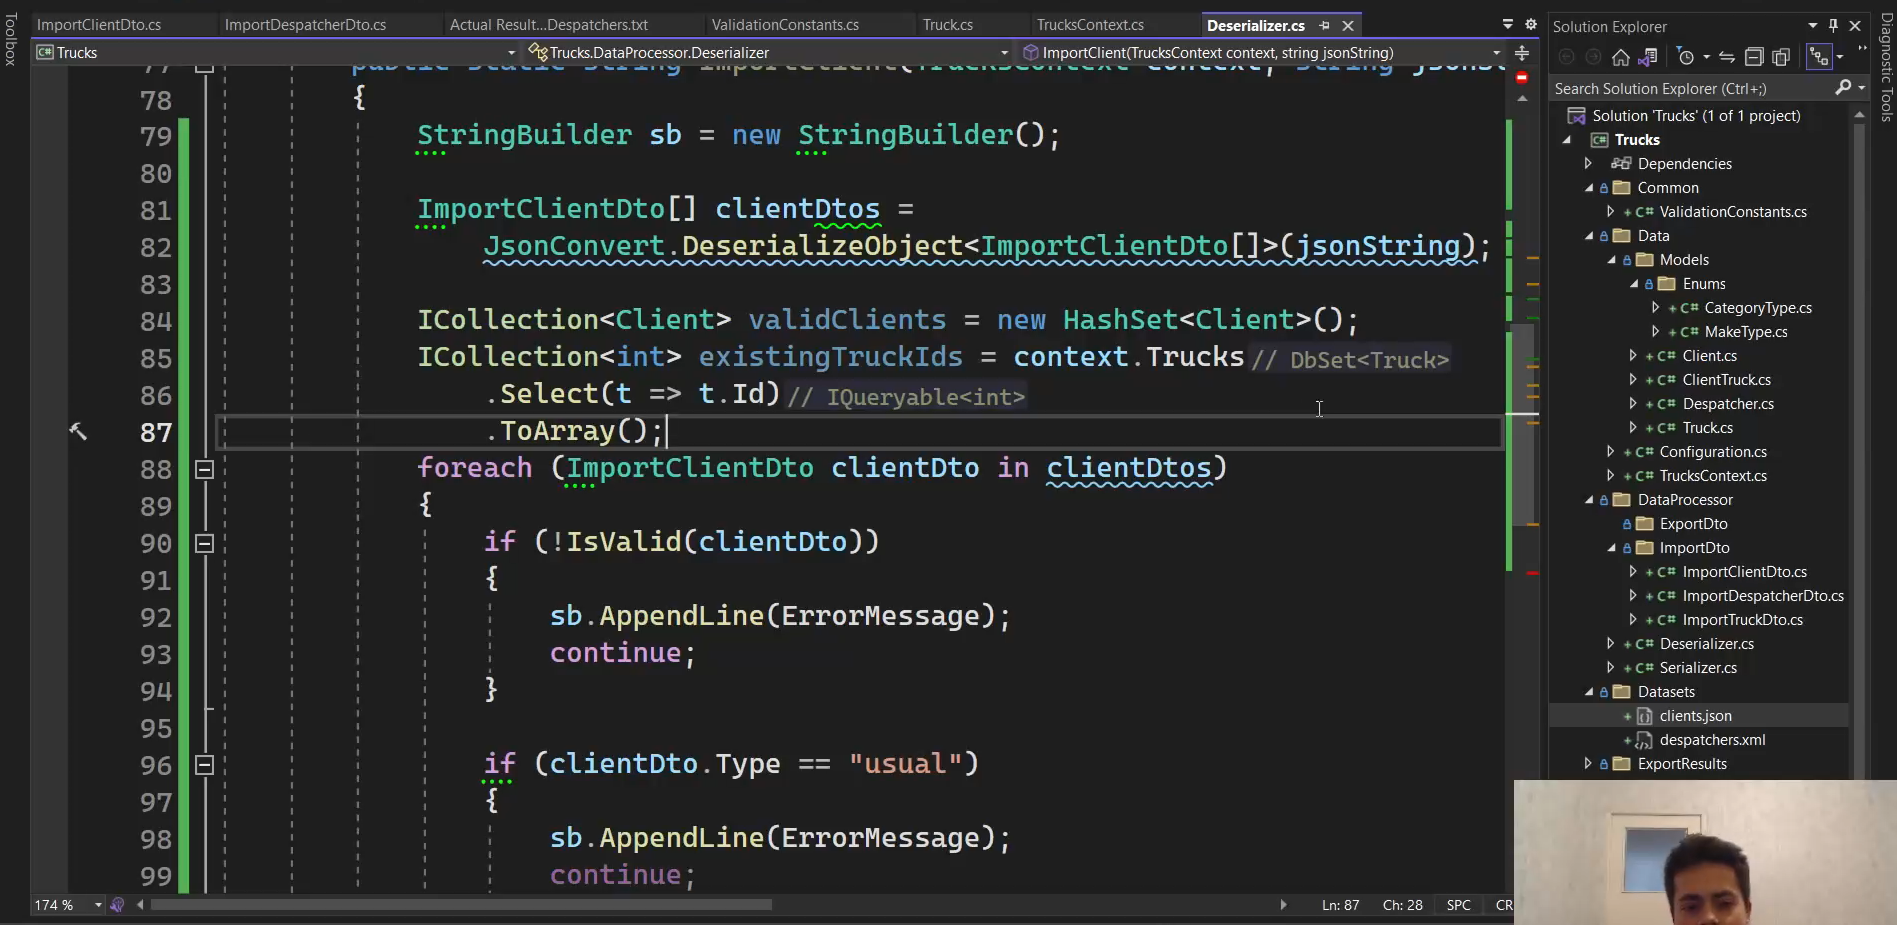 Toolbox
ImportClientDto.cs
ImportDespatcherDto.cs
Actual Result...Despatchers.txt
ValidationConstants.cs
Truck.cs
TrucksContext.cs
Deserializer.cs
C# Trucks
Trucks.DataProcessor.Deserializer
ImportClient(TrucksContext context, string jsonString)
77 public static string ImportClient(TrucksContext context, string jsonSt
78 {
79 StringBuilder sb = new StringBuilder();
80
81 ImportClientDto[] clientDtos =
82 JsonConvert.DeserializeObject<ImportClientDto[]>(jsonString);
83
84 ICollection<Client> validClients = new HashSet<Client>();
85 ICollection<int> existingTruckIds = context.Trucks // DbSet<Truck>
86 .Select(t => t.Id) // IQueryable<int>
87 .ToArray();
88 foreach (ImportClientDto clientDto in clientDtos)
89 {
90 if (!IsValid(clientDto))
91 {
92 sb.AppendLine(ErrorMessage);
93 continue;
94 }
95
96 if (clientDto.Type == "usual")
97 {
98 sb.AppendLine(ErrorMessage);
99 continue;
174 %
Ln: 87
Ch: 28
SPC
CR
Solution Explorer
Search Solution Explorer (Ctrl+;)
Solution 'Trucks' (1 of 1 project)
C# Trucks
Dependencies
Common
+ C# ValidationConstants.cs
Data
Models
Enums
+ C# CategoryType.cs
+ C# MakeType.cs
+ C# Client.cs
+ C# ClientTruck.cs
+ C# Despatcher.cs
+ C# Truck.cs
+ C# Configuration.cs
+ C# TrucksContext.cs
DataProcessor
ExportDto
ImportDto
+ C# ImportClientDto.cs
+ C# ImportDespatcherDto.cs
+ C# ImportTruckDto.cs
+ C# Deserializer.cs
+ C# Serializer.cs
Datasets
+ clients.json
+ despatchers.xml
ExportResults
Diagnostic Tools